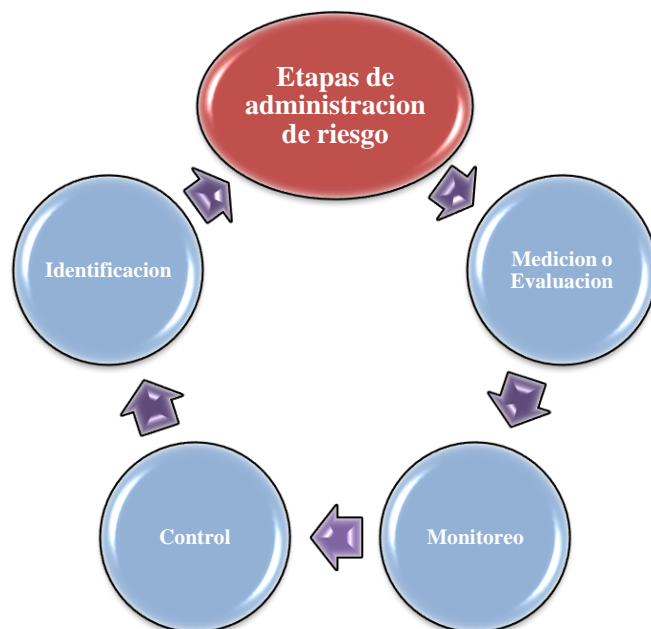 Etapas de
administracion
de riesgo
Identificacion
Medicion o
Evaluacion
Control
Monitoreo